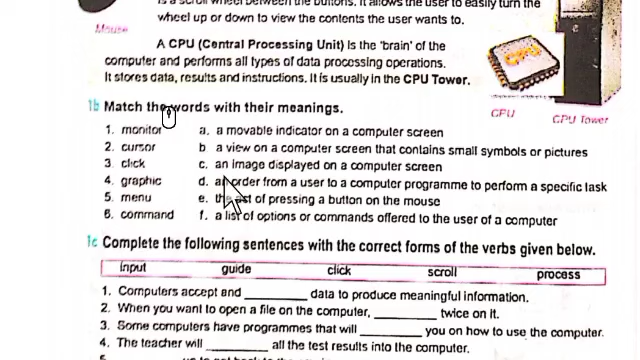 is a scroll wheel between the buttons. It allows the user to easily turn the
wheel up or down to view the contents the user wants to.
Mouse
A CPU (Central Processing Unit) is the 'brain' of the
computer and performs all types of data processing operations.
It stores data, results and instructions. It is usually in the CPU Tower.
CPU
CPU
CPU Tower
1b Match the words with their meanings.
1. monitor a. a movable indicator on a computer screen
2. cursor b a view on a computer screen that contains small symbols or pictures
3. click c. an image displayed on a computer screen
4. graphic d. an order from a user to a computer programme to perform a specific task
5. menu e. the act of pressing a button on the mouse
6. command f. a list of options or commands offered to the user of a computer
1c Complete the following sentences with the correct forms of the verbs given below.
input guide click scroll process
1. Computers accept and _________ data to produce meaningful information.
2. When you want to open a file on the computer, _________ twice on it.
3. Some computers have programmes that will _________ you on how to use the computer.
4. The teacher will _________ all the test results into the computer.